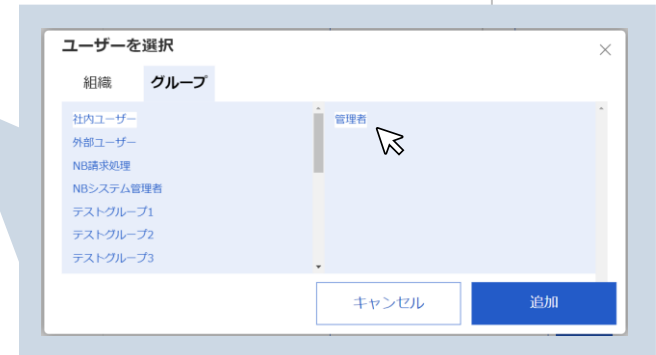 ユーザーを選択
組織 グループ
社内ユーザー
外部ユーザー
NB請求処理
NBシステム管理者
テストグループ1
テストグループ2
テストグループ3
管理者
キャンセル 追加